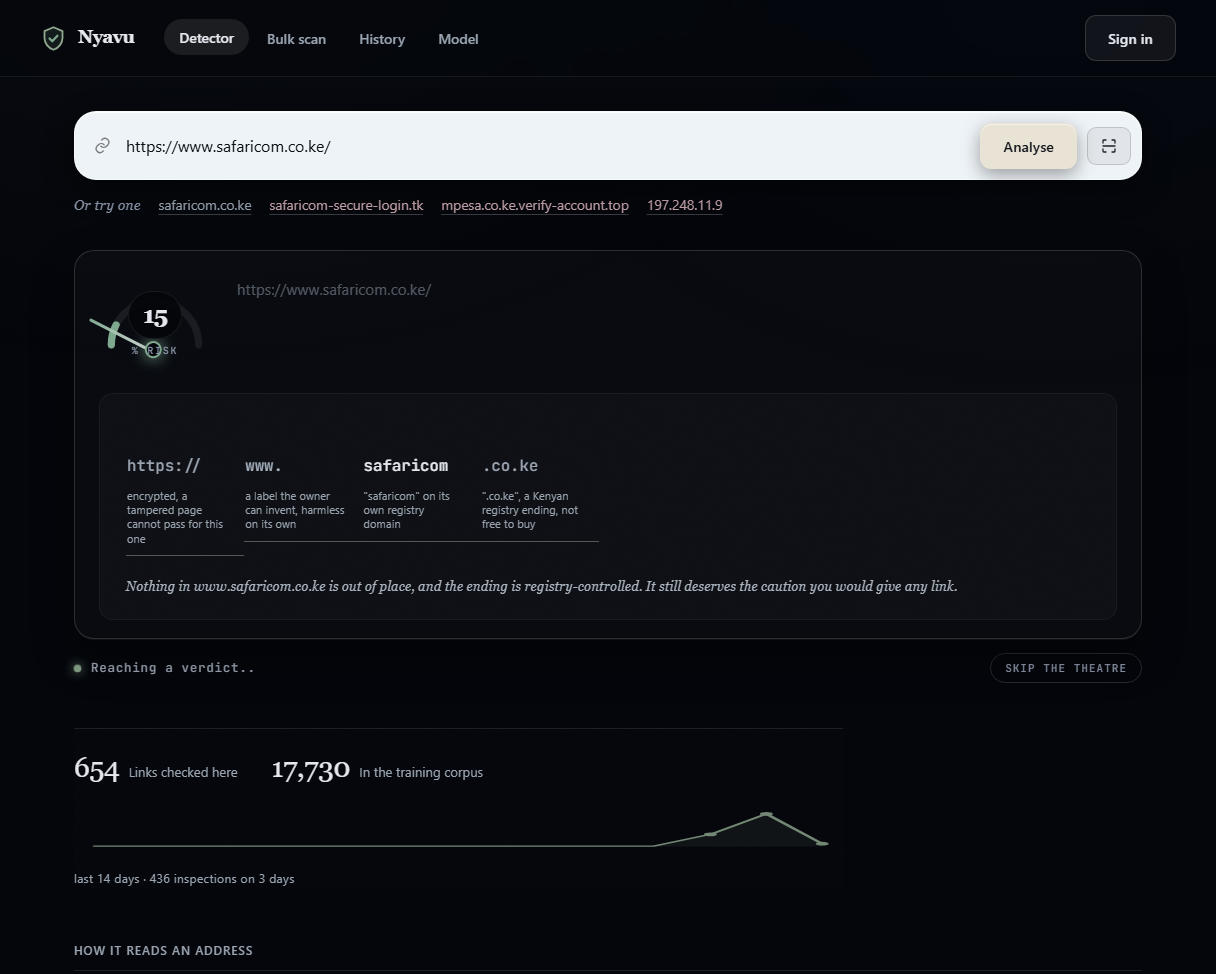 Nyavu
Detector
Bulk scan
History
Model
Sign in
https://www.safaricom.co.ke/
Analyse
Or try one
safaricom.co.ke
safaricom-secure-login.tk
mpesa.co.ke.verify-account.top
197.248.11.9
15
% RISK
https://www.safaricom.co.ke/
https://
encrypted, a
tampered page
cannot pass for this
one
www.
a label the owner
can invent, harmless
on its own
safaricom
"safaricom" on its
own registry
domain
.co.ke
".co.ke", a Kenyan
registry ending, not
free to buy
Nothing in www.safaricom.co.ke is out of place, and the ending is registry-controlled. It still deserves the caution you would give any link.
Reaching a verdict..
SKIP THE THEATRE
654 Links checked here
17,730 In the training corpus
last 14 days · 436 inspections on 3 days
HOW IT READS AN ADDRESS